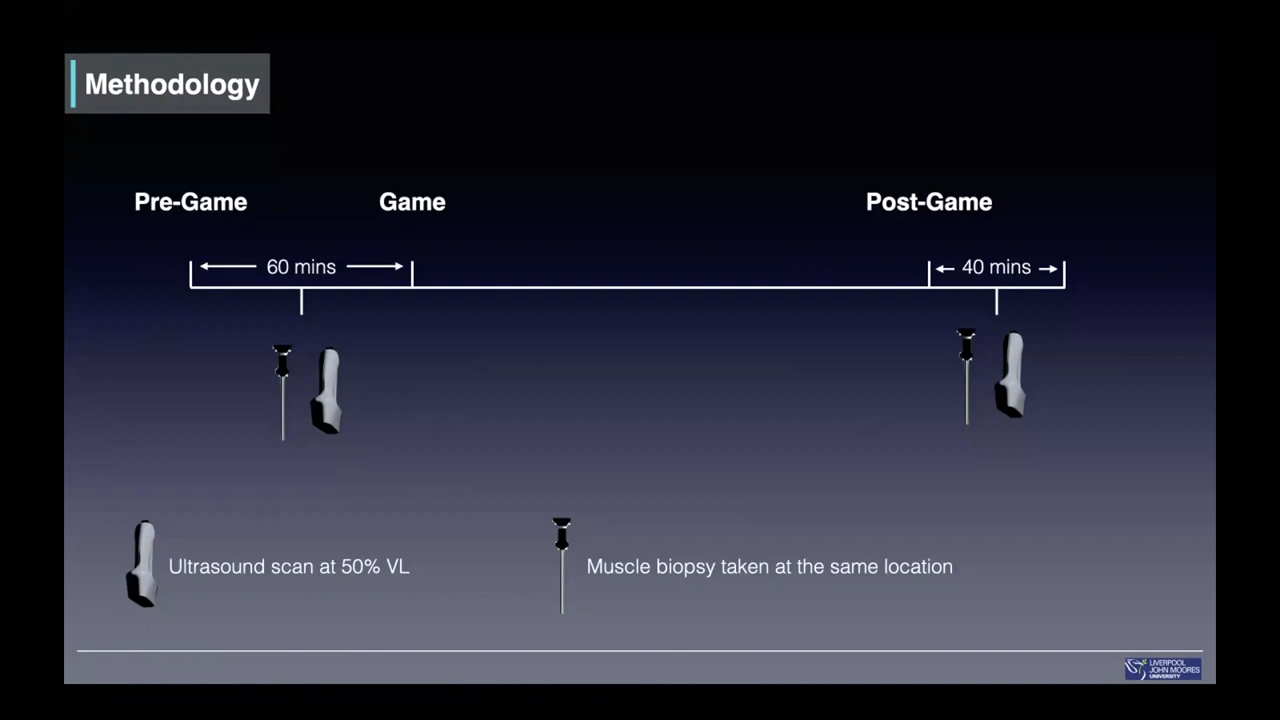 Methodology
Pre-Game
Game
Post-Game
60 mins
40 mins
Ultrasound scan at 50% VL
Muscle biopsy taken at the same location
LIVERPOOL
JOHN MOORES
UNIVERSITY